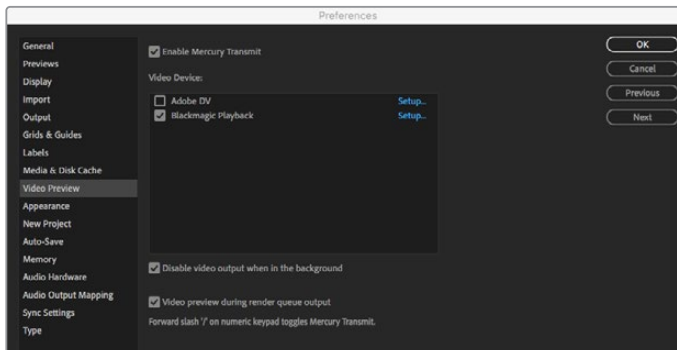 Preferences
General
Previews
Display
Import
Output
Grids & Guides
Labels
Media & Disk Cache
Video Preview
Appearance
New Project
Auto-Save
Memory
Audio Hardware
Audio Output Mapping
Sync Settings
Type
Enable Mercury Transmit
Video Device:
Adobe DV Setup...
Blackmagic Playback Setup...
Disable video output when in the background
Video preview during render queue output
Forward slash '/' on numeric keypad toggles Mercury Transmit.
OK
Cancel
Previous
Next